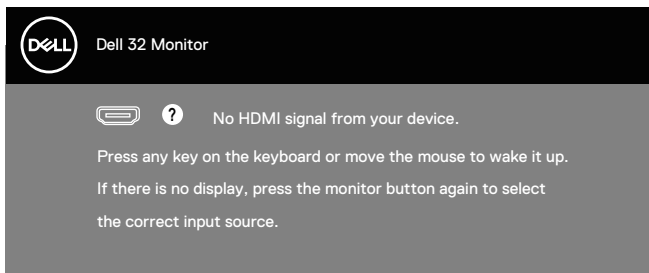 DELL
Dell 32 Monitor
? No HDMI signal from your device.
Press any key on the keyboard or move the mouse to wake it up.
If there is no display, press the monitor button again to select
the correct input source.